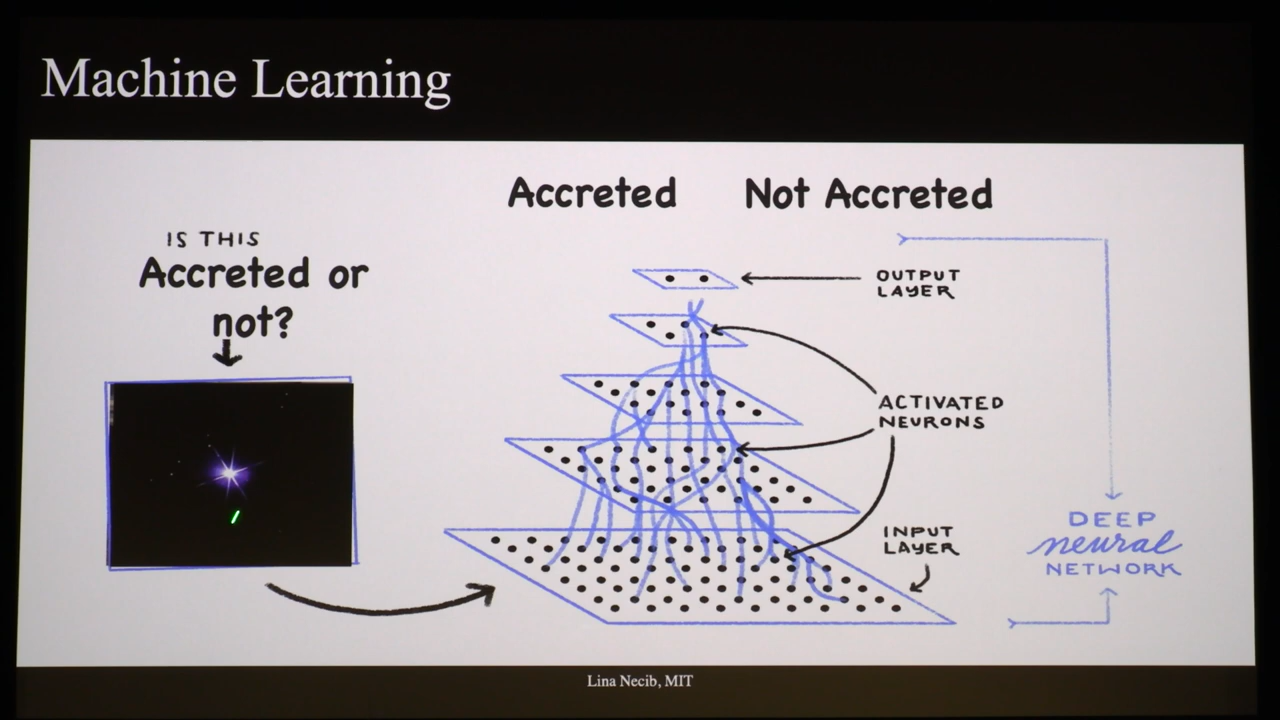 Machine Learning
Accreted
Not Accreted
IS THIS
Accreted or
not?
OUTPUT
LAYER
ACTIVATED
NEURONS
INPUT
LAYER
DEEP
neural
NETWORK
Lina Necib, MIT